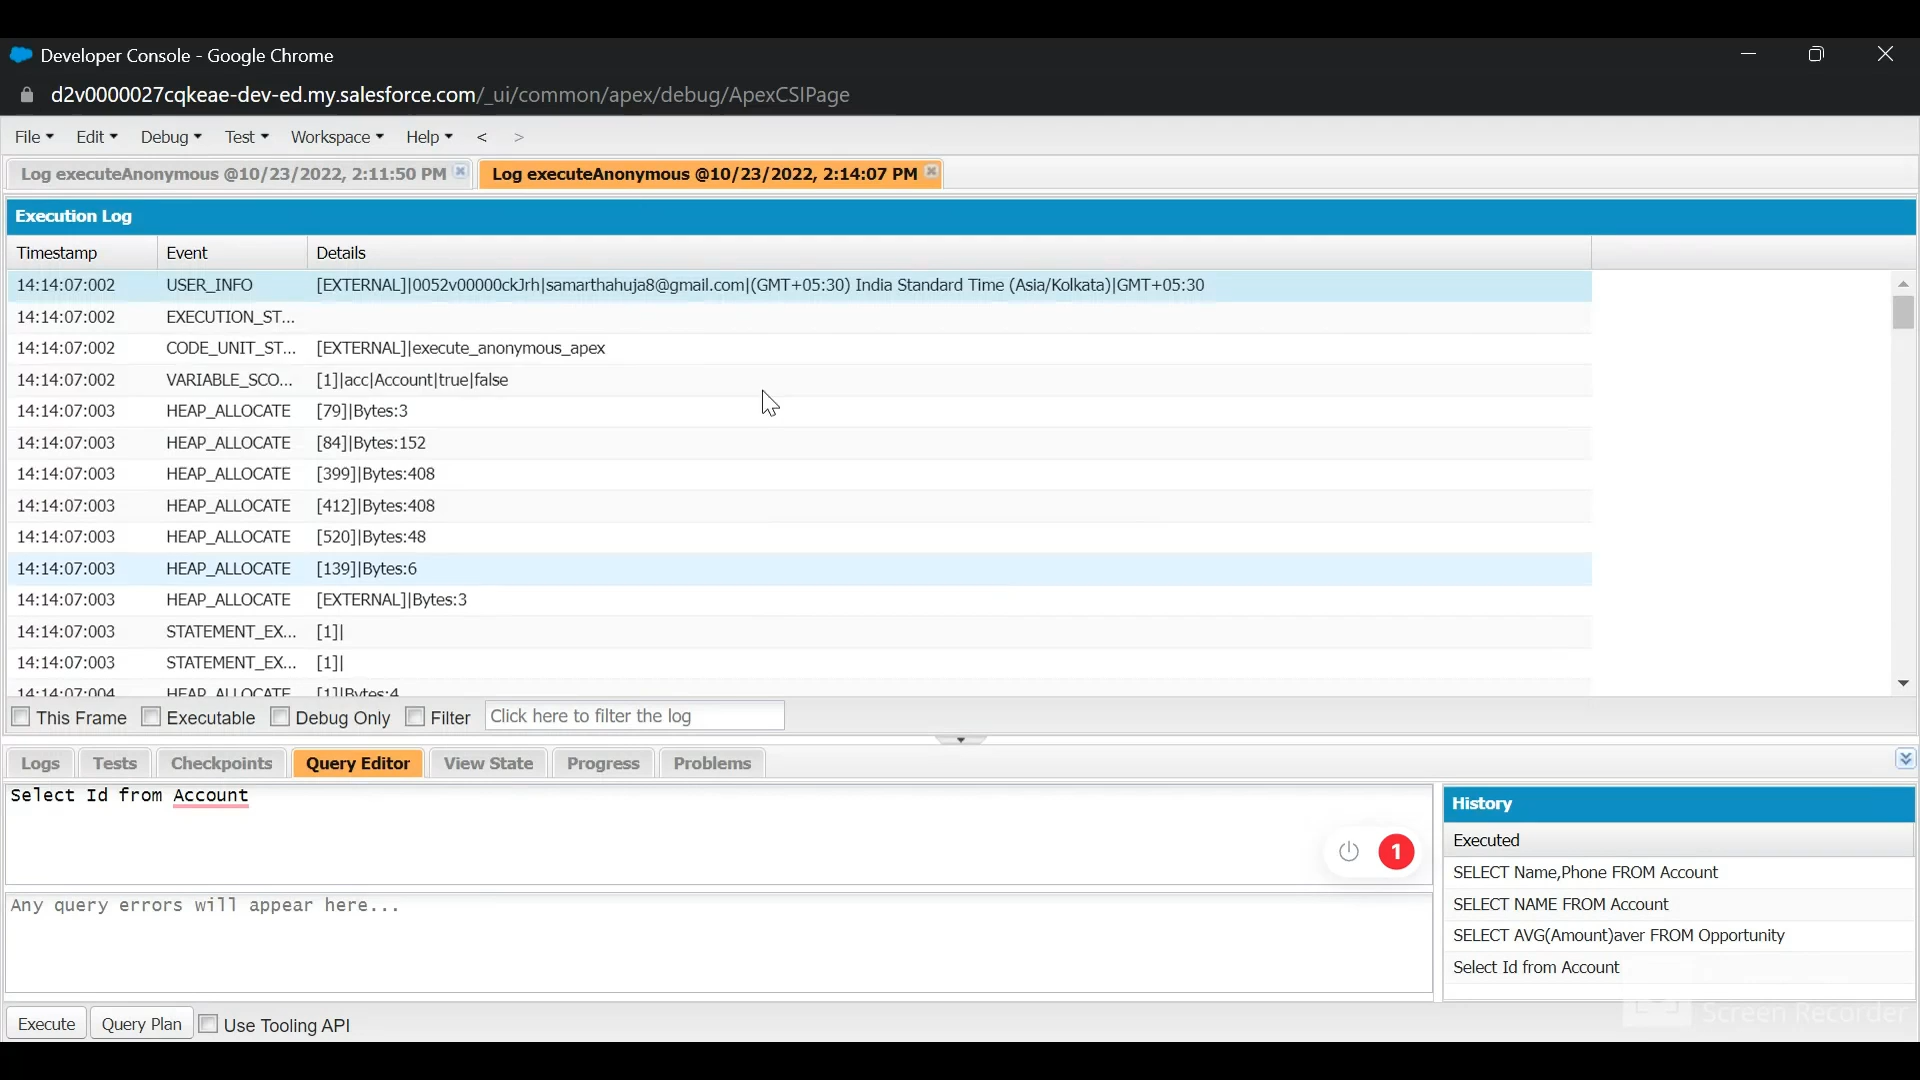 Developer Console - Google Chrome
d2v0000027cqkeae-dev-ed.my.salesforce.com/_ui/common/apex/debug/ApexCSIPage
File Edit Debug Test Workspace Help < >
Log executeAnonymous @10/23/2022, 2:11:50 PM Log executeAnonymous @10/23/2022, 2:14:07 PM
Execution Log
Timestamp Event Details
14:14:07:002 USER_INFO [EXTERNAL]|0052v00000ckJrh|samarthahuja8@gmail.com|(GMT+05:30) India Standard Time (Asia/Kolkata)|GMT+05:30
14:14:07:002 EXECUTION_ST...
14:14:07:002 CODE_UNIT_ST... [EXTERNAL]|execute_anonymous_apex
14:14:07:002 VARIABLE_SCO... [1]|acc|Account|true|false
14:14:07:003 HEAP_ALLOCATE [79]|Bytes:3
14:14:07:003 HEAP_ALLOCATE [84]|Bytes:152
14:14:07:003 HEAP_ALLOCATE [399]|Bytes:408
14:14:07:003 HEAP_ALLOCATE [412]|Bytes:408
14:14:07:003 HEAP_ALLOCATE [520]|Bytes:48
14:14:07:003 HEAP_ALLOCATE [139]|Bytes:6
14:14:07:003 HEAP_ALLOCATE [EXTERNAL]|Bytes:3
14:14:07:003 STATEMENT_EX... [1]|
14:14:07:003 STATEMENT_EX... [1]|
14:14:07:004 HEAP_ALLOCATE [1]|Bytes:4
This Frame Executable Debug Only Filter Click here to filter the log
Logs Tests Checkpoints Query Editor View State Progress Problems
Select Id from Account
1
Any query errors will appear here...
History
Executed
SELECT Name,Phone FROM Account
SELECT NAME FROM Account
SELECT AVG(Amount)aver FROM Opportunity
Select Id from Account
Screen Recorder
Execute Query Plan Use Tooling API